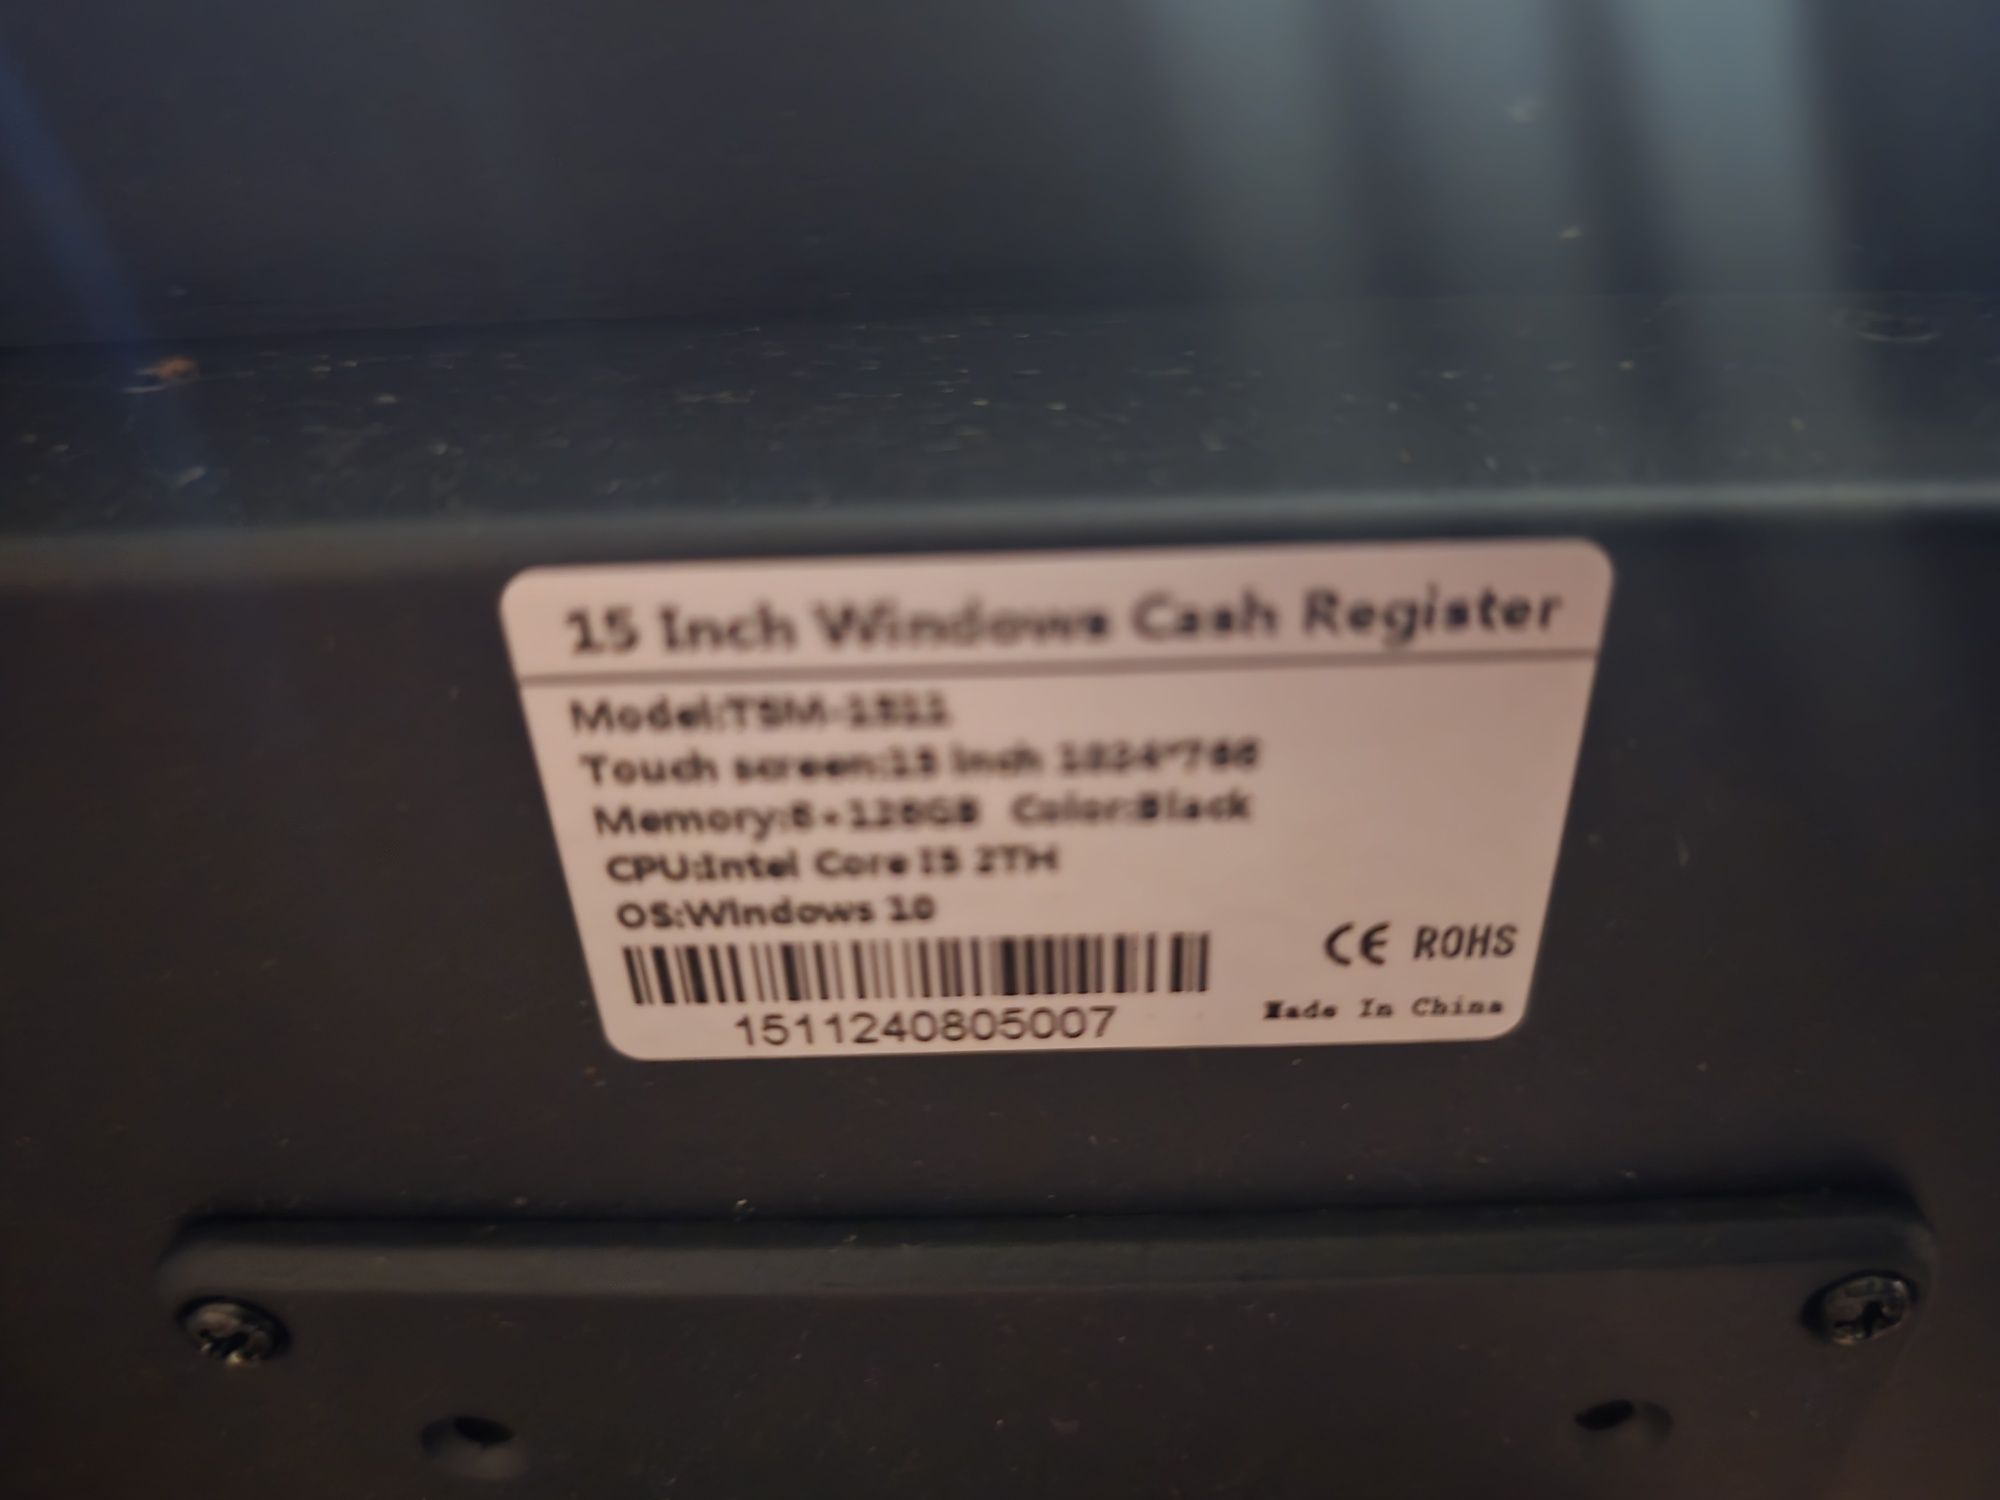 15 Inch Windows Cash Register
Model:TSM-1511
Touch screen:15 inch 1024*768
Memory:8+128GB Color:Black
CPU:Intel Core I5 2TH
OS:Windows 10
1511240805007
CE ROHS
Made In China